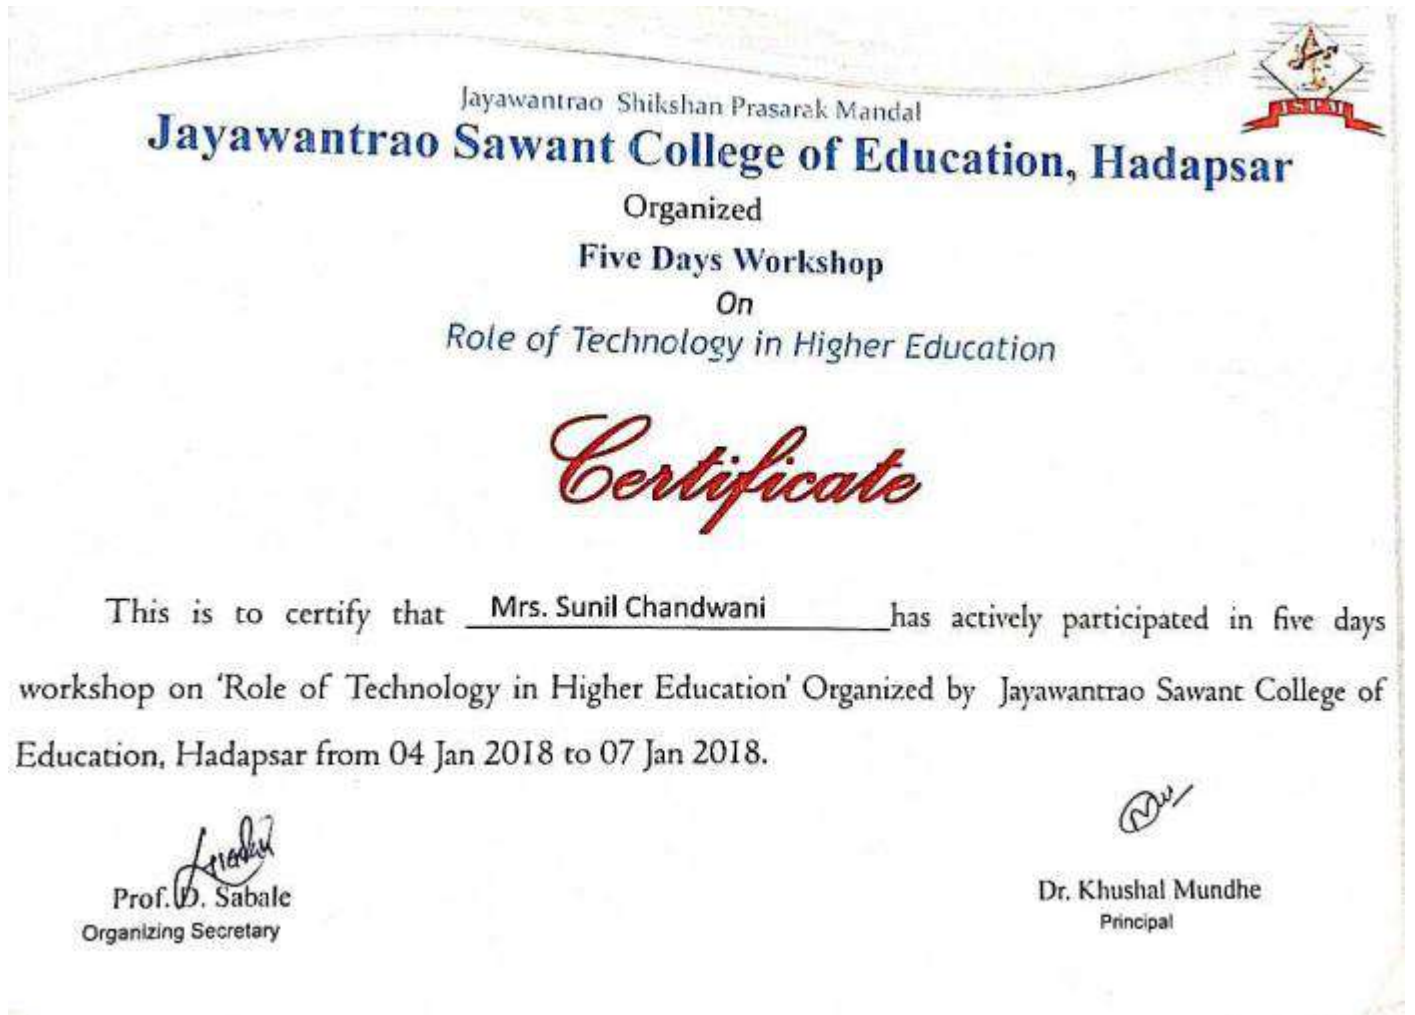 JSPM
Jayawantrao Shikshan Prasarak Mandal
Jayawantrao Sawant College of Education, Hadapsar
Organized
Five Days Workshop
On
Role of Technology in Higher Education
Certificate
This is to certify that Mrs. Sunil Chandwani has actively participated in five days
workshop on ‘Role of Technology in Higher Education’ Organized by Jayawantrao Sawant College of
Education, Hadapsar from 04 Jan 2018 to 07 Jan 2018.
Prof. D. Sabale
Organizing Secretary
Dr. Khushal Mundhe
Principal